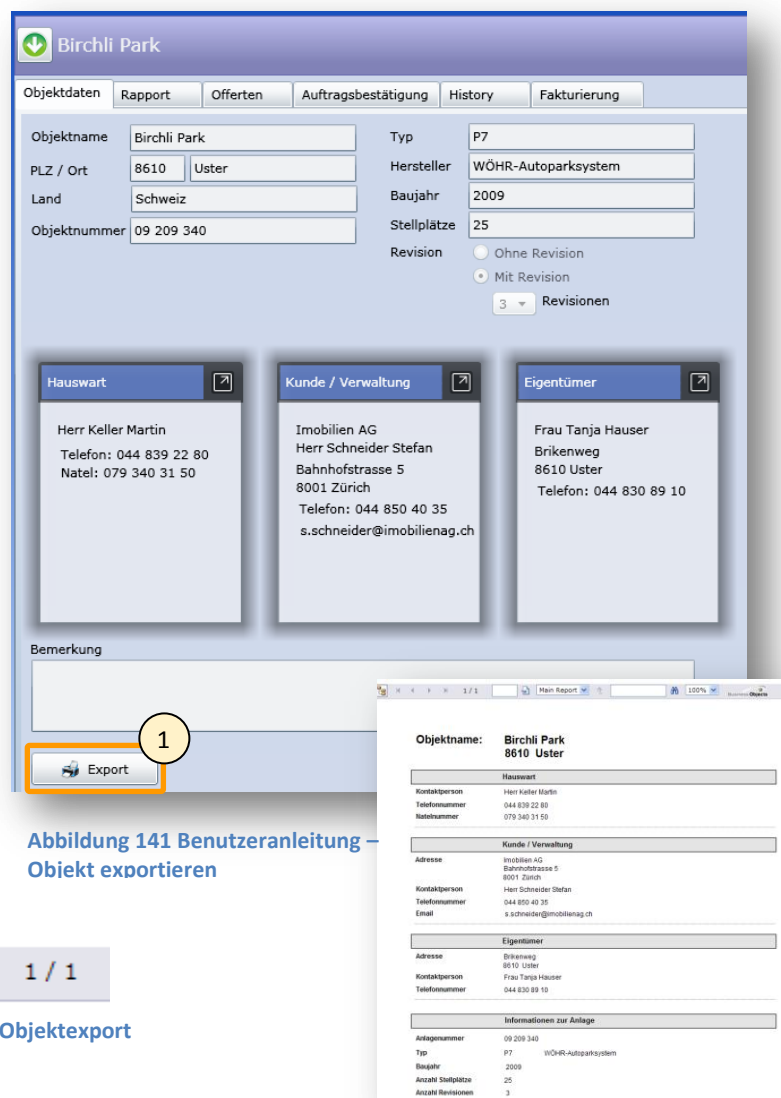 Birchli Park
Objektdaten Rapport Offerten Auftragsbestätigung History Fakturierung
Objektname Birchli Park
PLZ / Ort 8610 Uster
Land Schweiz
Objektnummer 09 209 340
Typ P7
Hersteller WÖHR-Autoparksystem
Baujahr 2009
Stellplätze 25
Revision Ohne Revision
Mit Revision
3 Revisionen
Hauswart
Herr Keller Martin
Telefon: 044 839 22 80
Natel: 079 340 31 50
Kunde / Verwaltung
Imobilien AG
Herr Schneider Stefan
Bahnhofstrasse 5
8001 Zürich
Telefon: 044 850 40 35
s.schneider@imobilienag.ch
Eigentümer
Frau Tanja Hauser
Brikenweg
8610 Uster
Telefon: 044 830 89 10
Bemerkung
1
Export
Abbildung 141 Benutzeranleitung –
Objekt exportieren
1 / 1
Objektexport
1 / 1 Main Report 100% Business Objects
Objektname: Birchli Park
8610 Uster
Hauswart
Kontaktperson Herr Keller Martin
Telefonnummer 044 839 22 80
Natelnummer 079 340 31 50
Kunde / Verwaltung
Adresse Imobilien AG
Bahnhofstrasse 5
8001 Zürich
Kontaktperson Herr Schneider Stefan
Telefonnummer 044 850 40 35
Email s.schneider@imobilienag.ch
Eigentümer
Adresse Brikenweg
8610 Uster
Kontaktperson Frau Tanja Hauser
Telefonnummer 044 830 89 10
Informationen zur Anlage
Anlagenummer 09 209 340
Typ P7 WÖHR-Autoparksystem
Baujahr 2009
Anzahl Stellplätze 25
Anzahl Revisionen 3